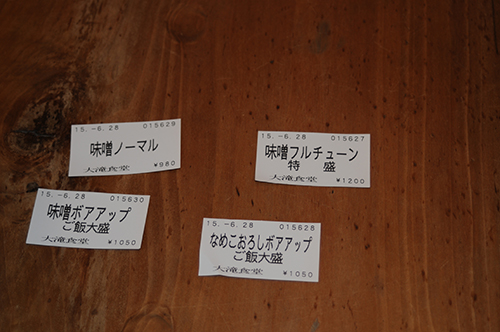 15.-6.28 015629
味噌ノーマル
¥980
大滝食堂
15.-6.28 015627
味噌フルチューン
特 盛
¥1200
大滝食堂
15.-6.28 015630
味噌ボアアップ
ご飯大盛
¥1050
大滝食堂
15.-6.28 015628
なめこおろしボアアップ
ご飯大盛
¥1050
大滝食堂